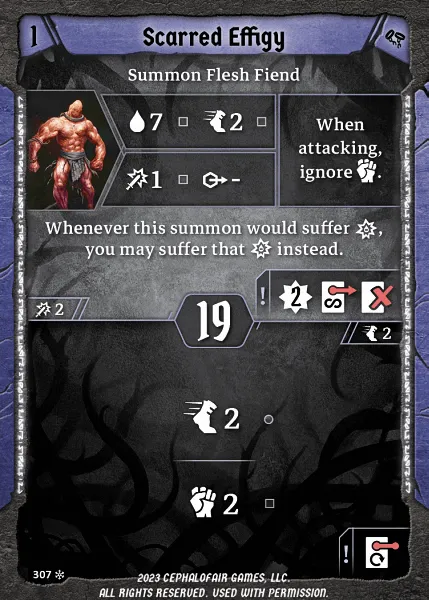 1
Scarred Effigy
Summon Flesh Fiend
7
2
When
attacking,
ignore .
1
-
Whenever this summon would suffer ,
you may suffer that instead.
! 2
2
19
2
2
2
!
307
2023 CEPHALOFAIR GAMES, LLC.
ALL RIGHTS RESERVED. USED WITH PERMISSION.